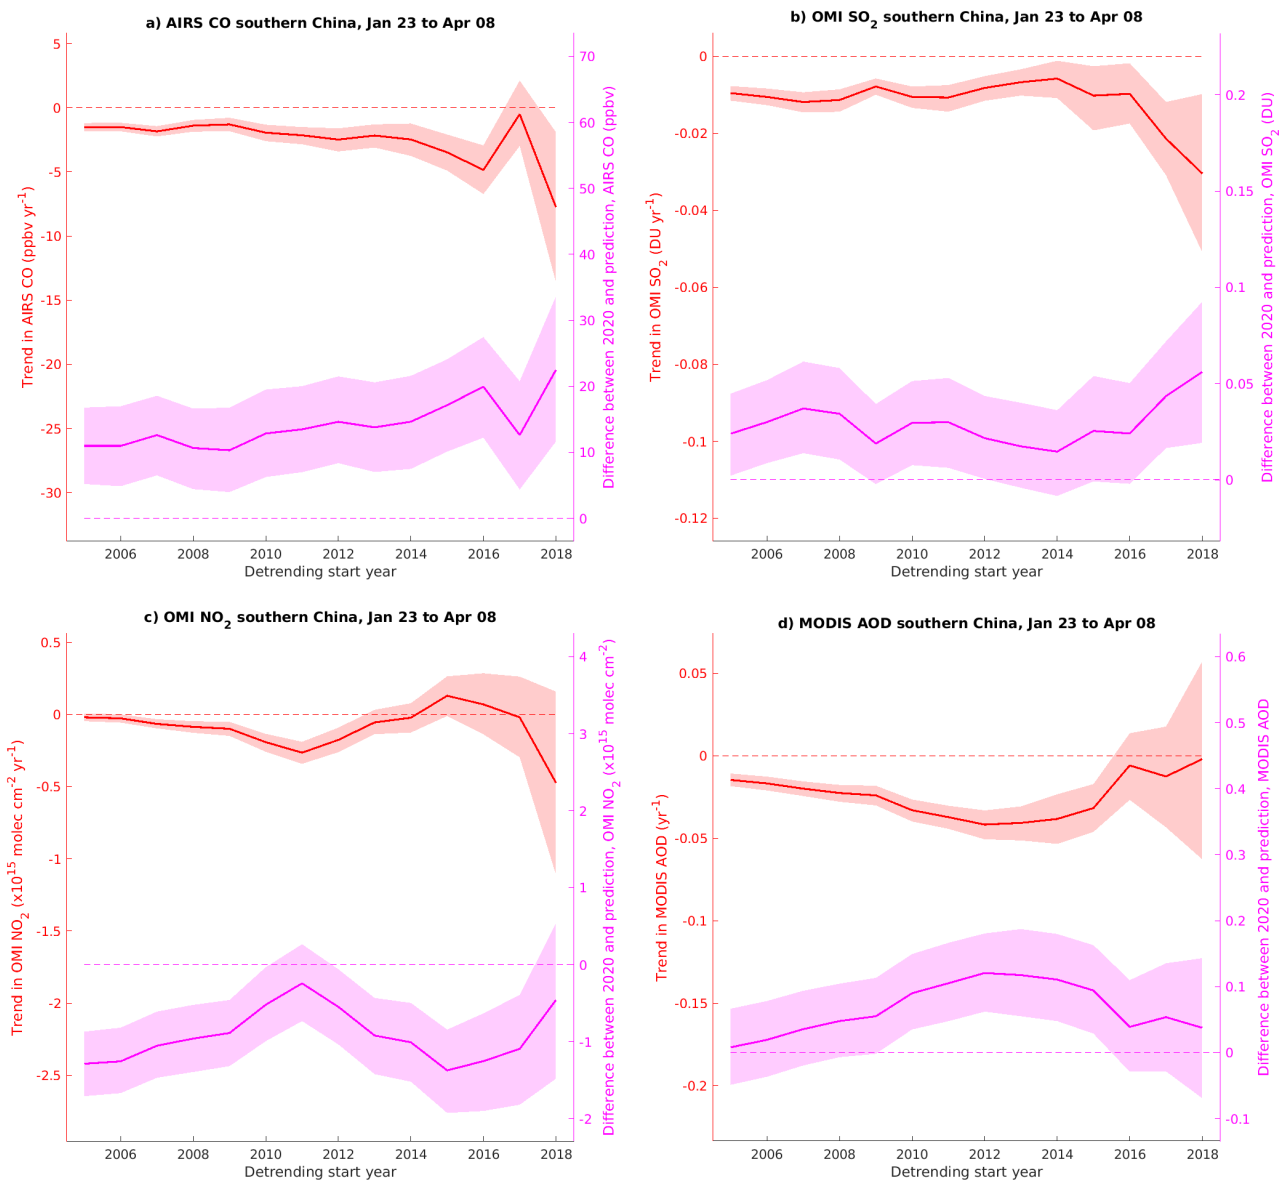 a) AIRS CO southern China, Jan 23 to Apr 08
5
0
-5
-10
-15
-20
-25
-30
Trend in AIRS CO (ppbv yr-1)
70
60
50
40
30
20
10
0
Difference between 2020 and prediction, AIRS CO (ppbv)
2006 2008 2010 2012 2014 2016 2018
Detrending start year
b) OMI SO2 southern China, Jan 23 to Apr 08
0
-0.02
-0.04
-0.06
-0.08
-0.1
-0.12
Trend in OMI SO2 (DU yr-1)
0.2
0.15
0.1
0.05
0
Difference between 2020 and prediction, OMI SO2 (DU)
2006 2008 2010 2012 2014 2016 2018
Detrending start year
c) OMI NO2 southern China, Jan 23 to Apr 08
0.5
0
-0.5
-1
-1.5
-2
-2.5
Trend in OMI NO2 (x1015 molec cm-2 yr-1)
4
3
2
1
0
-1
-2
Difference between 2020 and prediction, OMI NO2 (x1015 molec cm-2)
2006 2008 2010 2012 2014 2016 2018
Detrending start year
d) MODIS AOD southern China, Jan 23 to Apr 08
0.05
0
-0.05
-0.1
-0.15
-0.2
Trend in MODIS AOD (yr-1)
0.6
0.5
0.4
0.3
0.2
0.1
0
-0.1
Difference between 2020 and prediction, MODIS AOD
2006 2008 2010 2012 2014 2016 2018
Detrending start year